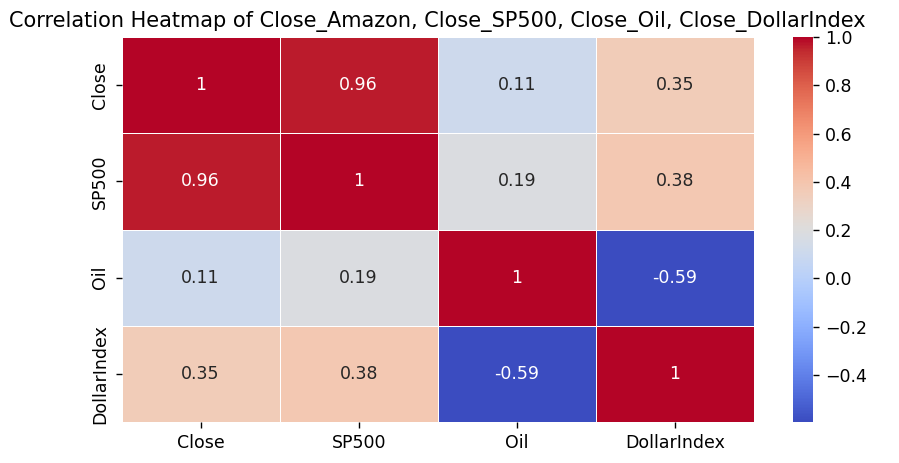 Correlation Heatmap of Close_Amazon, Close_SP500, Close_Oil, Close_DollarIndex
Close
1
0.96
0.11
0.35
SP500
0.96
1
0.19
0.38
Oil
0.11
0.19
1
-0.59
DollarIndex
0.35
0.38
-0.59
1
Close
SP500
Oil
DollarIndex
1.0
0.8
0.6
0.4
0.2
0.0
−0.2
−0.4